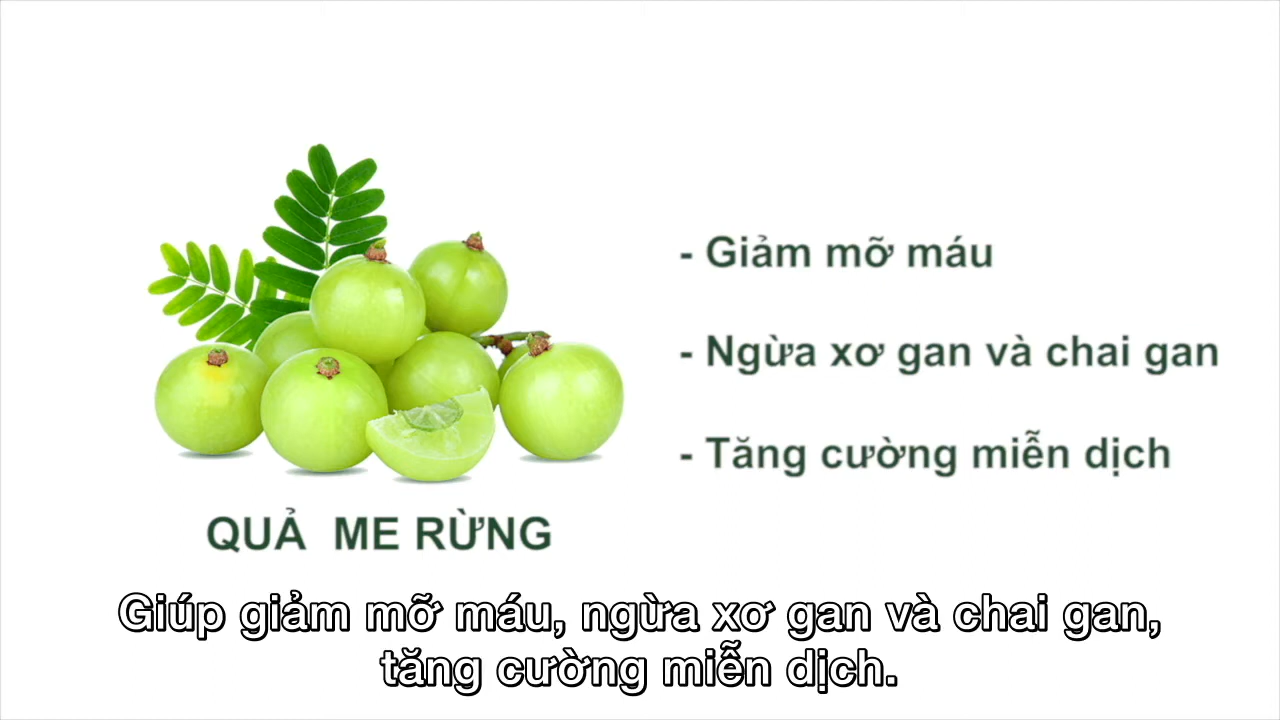 - Giảm mỡ máu
- Ngừa xơ gan và chai gan
- Tăng cường miễn dịch
QUẢ ME RỪNG
Giúp giảm mỡ máu, ngừa xơ gan và chai gan,
tăng cường miễn dịch.